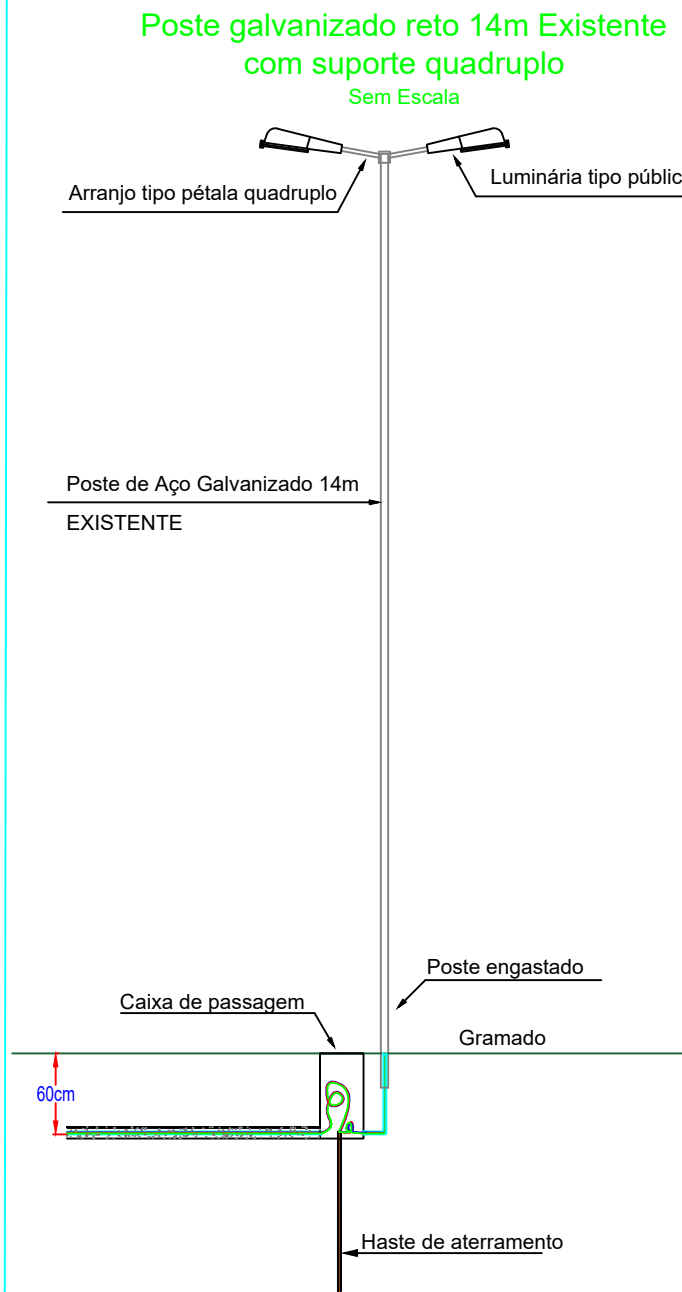 Poste galvanizado reto 14m Existente
com suporte quadruplo
Sem Escala
Arranjo tipo pétala quadruplo
Luminária tipo públic
Poste de Aço Galvanizado 14m
EXISTENTE
Poste engastado
Caixa de passagem
Gramado
60cm
Haste de aterramento